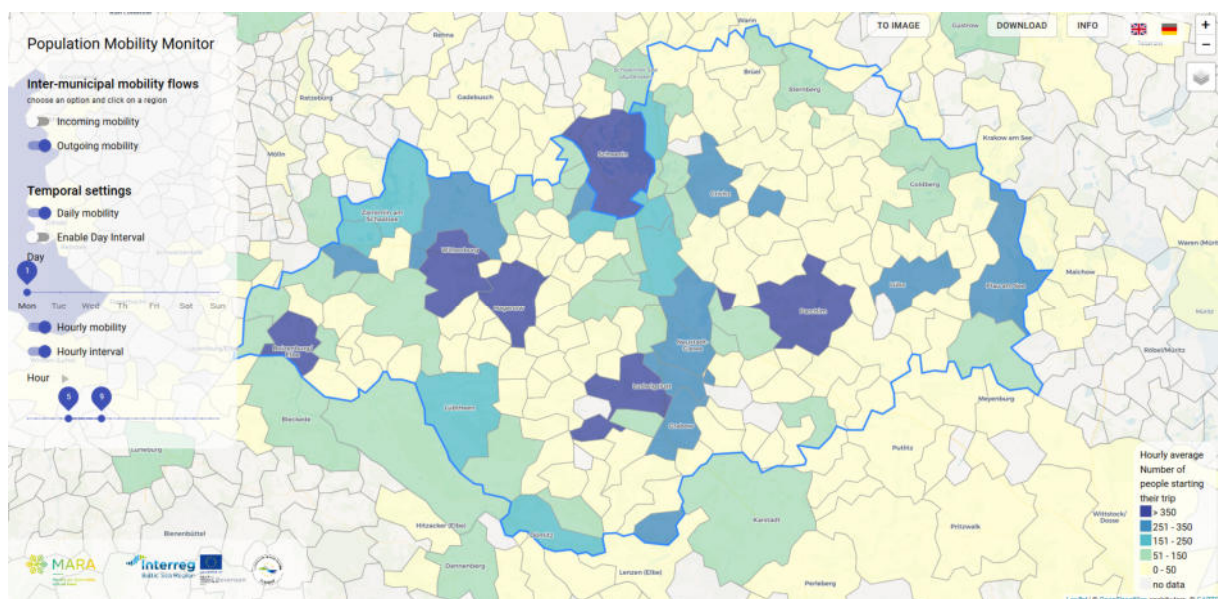 Population Mobility Monitor
Inter-municipal mobility flows
choose an option and click on a region
Incoming mobility
Outgoing mobility
Temporal settings
Daily mobility
Enable Day Interval
Day
1
Mon Tue Wed Th Fri Sat Sun
Hourly mobility
Hourly interval
Hour
5 9
MARA
Interreg
Baltic Sea Region
TO IMAGE
DOWNLOAD
INFO
+
−
Warin
Rehna
Brüel
Sternberg
Ratzeburg
Gadebusch
Krakow am See
Mölln
Schwerin
Crivitz
Goldberg
Zarrentin am
Schaalsee
Wittenburg
Waren (Müritz)
Malchow
Lübz
Plau am See
Hagenow
Parchim
Müritz
Boizenburg/
Elbe
Neustadt-
Glewe
Röbel/Müritz
Ludwigslust
Meyenburg
Bleckede
Lübtheen
Grabow
Putlitz
Lüneburg
Karstädt
Pritzwalk
Wittstock/
Dosse
Hitzacker (Elbe)
Dömitz
Bienenbüttel
Dannenberg
Lenzen (Elbe)
Perleberg
Hourly average
Number of
people starting
their trip
> 350
251 - 350
151 - 250
51 - 150
0 - 50
no data